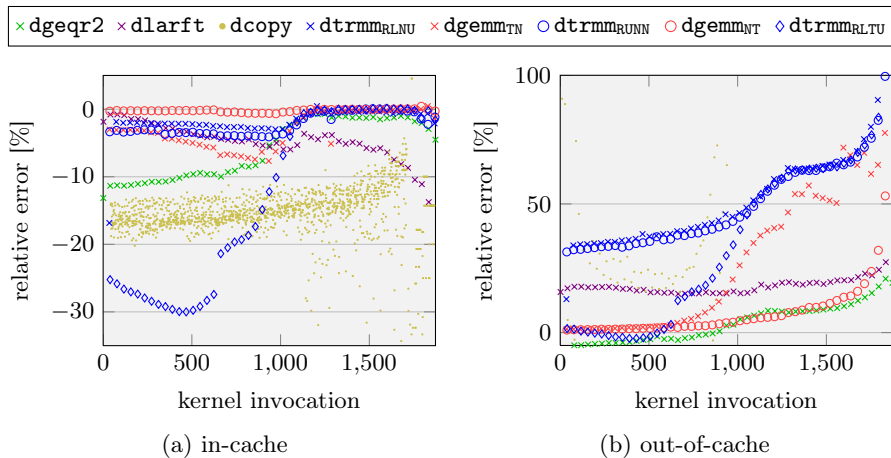 dgeqr2 dlarft dcopy dtrmmRLNU dgemmTN dtrmmRUNN dgemmNT dtrmmRLTU
relative error [%]
0
−10
−20
−30
0 500 1,000 1,500
kernel invocation
(a) in-cache
relative error [%]
100
50
0
0 500 1,000 1,500
kernel invocation
(b) out-of-cache